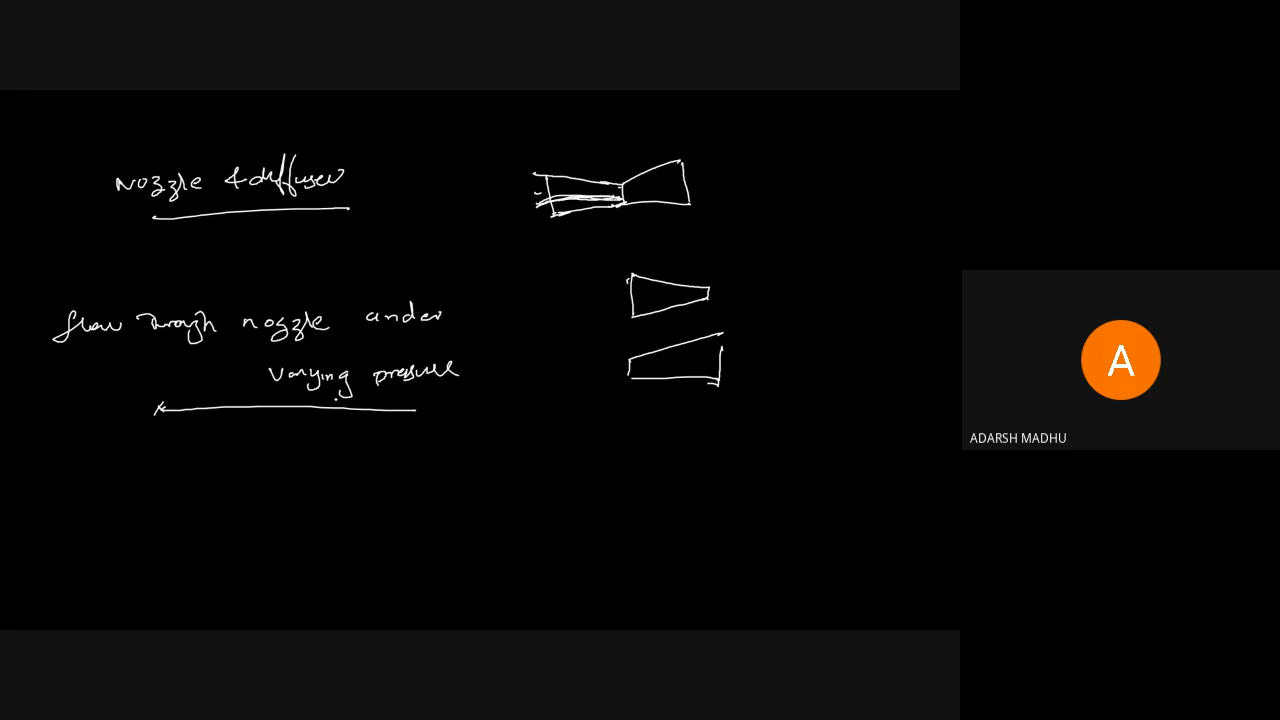 Nozzle & diffuser
flow through nozzle under
varying pressure
A
ADARSH MADHU